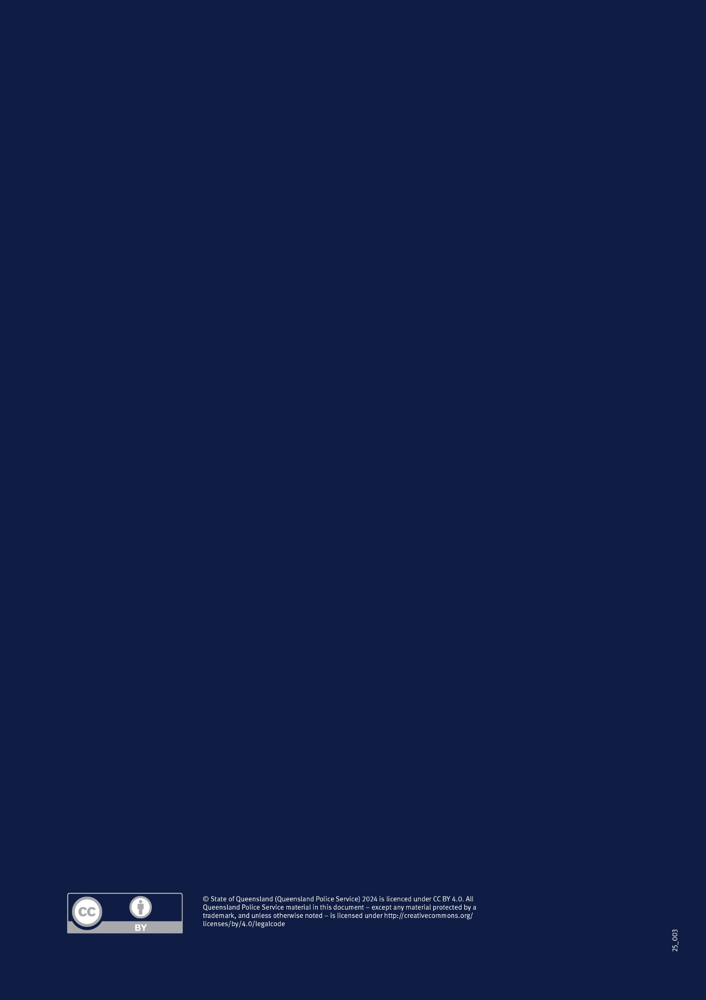 CC
BY
© State of Queensland (Queensland Police Service) 2024 is licenced under CC BY 4.0. All
Queensland Police Service material in this document – except any material protected by a
trademark, and unless otherwise noted – is licensed under http://creativecommons.org/
licenses/by/4.0/legalcode
25_003